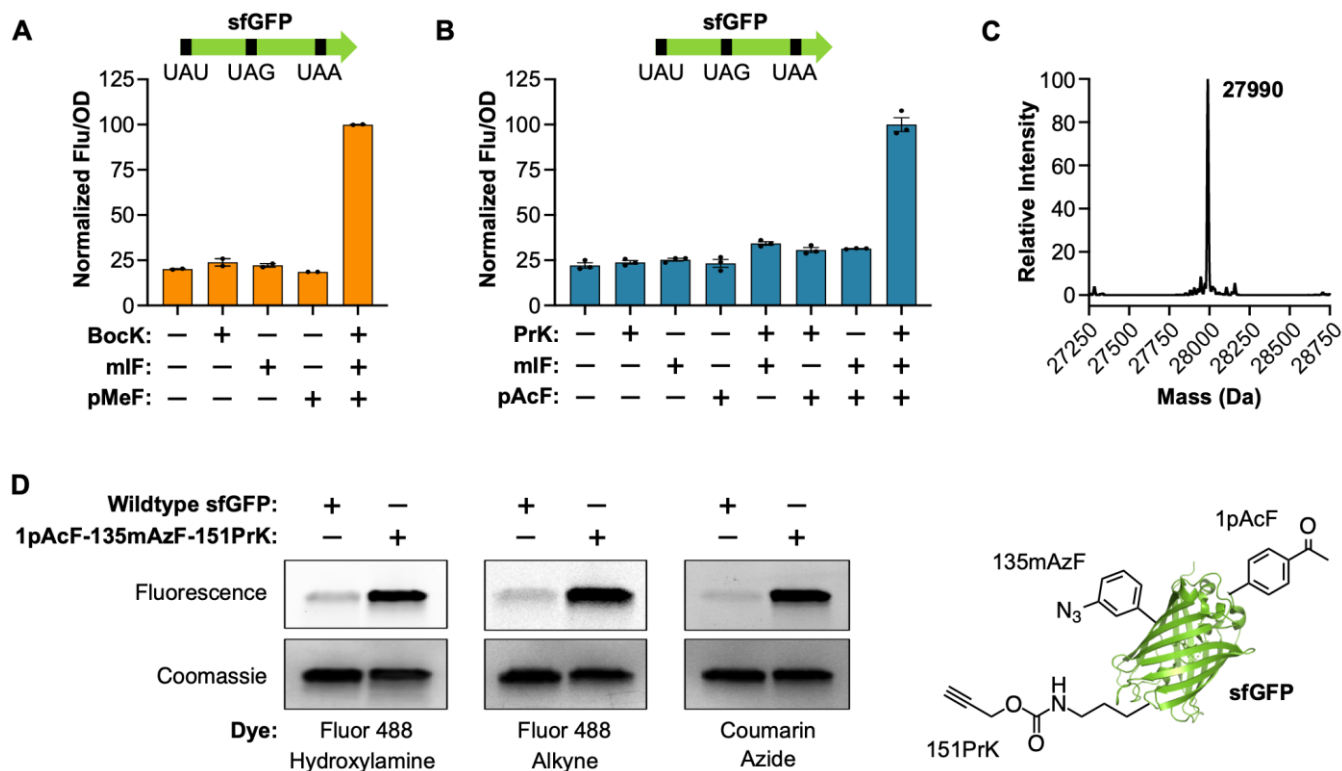 A
sfGFP
UAU UAG UAA
Normalized Flu/OD
125
100
75
50
25
0
BocK: − + − − +
mIF: − − + − +
pMeF: − − − + +
B
sfGFP
UAU UAG UAA
Normalized Flu/OD
125
100
75
50
25
0
PrK: − + − − + + − +
mIF: − − + − + − + +
pAcF: − − − + − + + +
C
27990
Relative Intensity
100
80
60
40
20
0
27250 27500 27750 28000 28250 28500 28750
Mass (Da)
D
Wildtype sfGFP: + − + − + −
1pAcF-135mAzF-151PrK: − + − + − +
Fluorescence
Coomassie
Dye: Fluor 488 Hydroxylamine
Fluor 488 Alkyne
Coumarin Azide
1pAcF
O
135mAzF
N3
sfGFP
H
N
O
O
151PrK